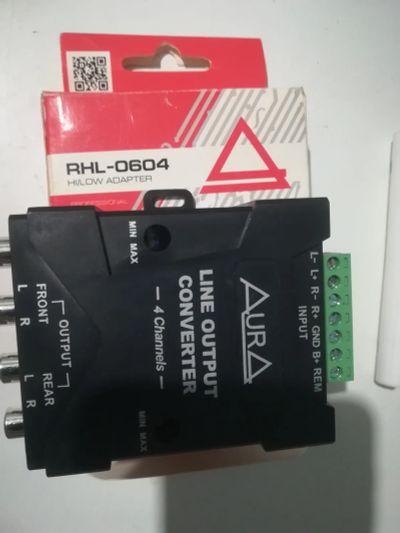 RHL-0604
HI/LOW ADAPTER
PROFESSIONAL
MIN MAX
AURA
LINE OUTPUT
CONVERTER
4 Channels
MIN MAX
L- L+ R- R+ GND B+ REM
INPUT
OUTPUT
FRONT REAR
L R L R